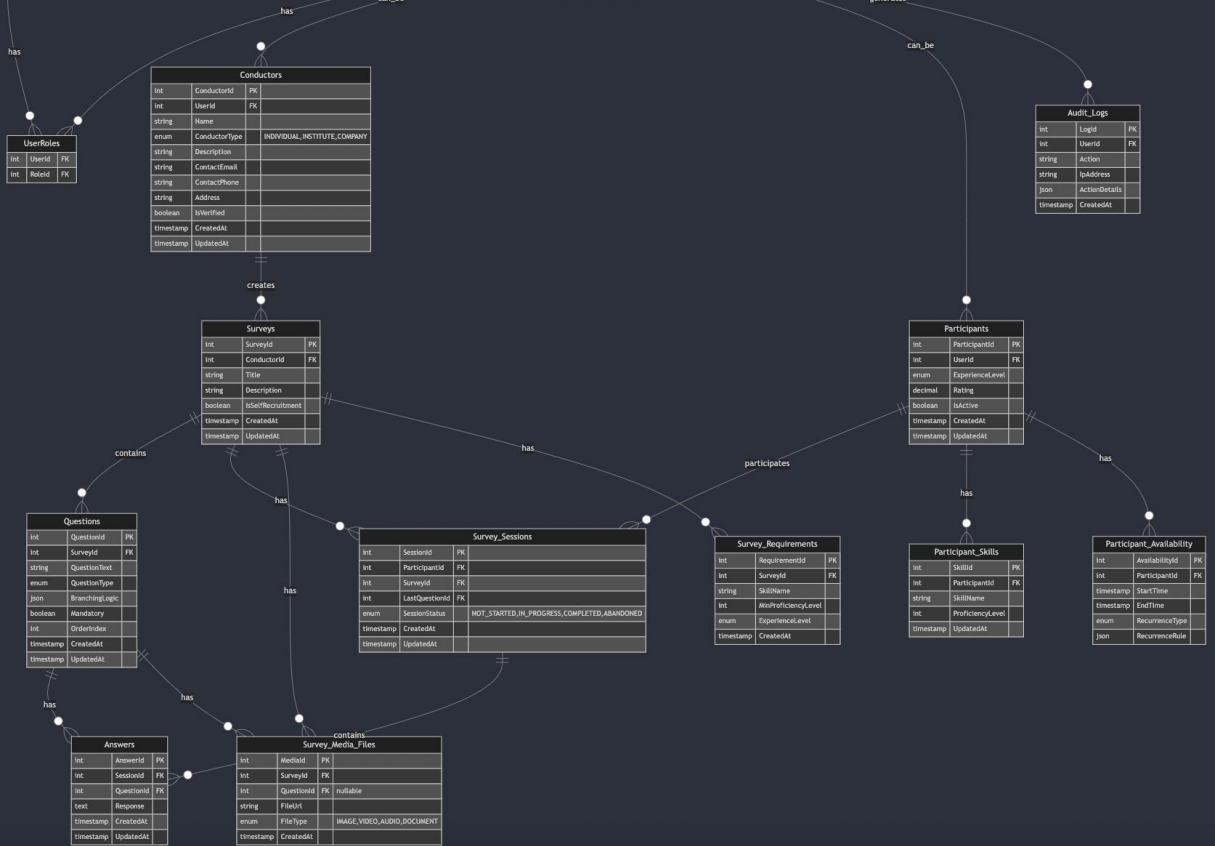 has
can_be
generates
has
can_be
Conductors
int ConductorId PK
int UserId FK
string Name
enum ConductorType INDIVIDUAL,INSTITUTE,COMPANY
string Description
string ContactEmail
string ContactPhone
string Address
boolean IsVerified
timestamp CreatedAt
timestamp UpdatedAt
UserRoles
int UserId FK
int RoleId FK
Audit_Logs
int LogId PK
int UserId FK
string Action
string IpAddress
json ActionDetails
timestamp CreatedAt
creates
Surveys
int SurveyId PK
int ConductorId FK
string Title
string Description
boolean IsSelfRecruitment
timestamp CreatedAt
timestamp UpdatedAt
Participants
int ParticipantId PK
int UserId FK
enum ExperienceLevel
decimal Rating
boolean IsActive
timestamp CreatedAt
timestamp UpdatedAt
contains
has
has
has
participates
has
has
Questions
int QuestionId PK
int SurveyId FK
string QuestionText
enum QuestionType
json BranchingLogic
boolean Mandatory
int OrderIndex
timestamp CreatedAt
timestamp UpdatedAt
Survey_Sessions
int SessionId PK
int ParticipantId FK
int SurveyId FK
int LastQuestionId FK
enum SessionStatus NOT_STARTED,IN_PROGRESS,COMPLETED,ABANDONED
timestamp CreatedAt
timestamp UpdatedAt
Survey_Requirements
int RequirementId PK
int SurveyId FK
string SkillName
int MinProficiencyLevel
enum ExperienceLevel
timestamp CreatedAt
Participant_Skills
int SkillId PK
int ParticipantId FK
string SkillName
int ProficiencyLevel
timestamp UpdatedAt
Participant_Availability
int AvailabilityId PK
int ParticipantId FK
timestamp StartTime
timestamp EndTime
enum RecurrenceType
json RecurrenceRule
has
has
contains
Answers
int AnswerId PK
int SessionId FK
int QuestionId FK
text Response
timestamp CreatedAt
timestamp UpdatedAt
Survey_Media_Files
int MediaId PK
int SurveyId FK
int QuestionId FK nullable
string FileUrl
enum FileType IMAGE,VIDEO,AUDIO,DOCUMENT
timestamp CreatedAt